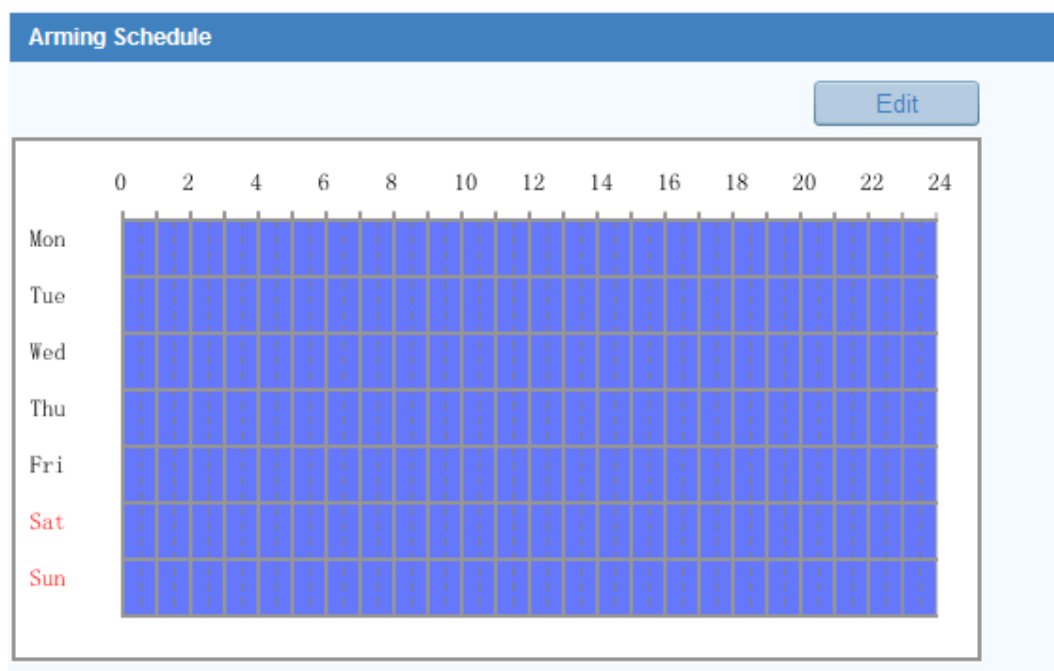 Arming Schedule
Edit
0 2 4 6 8 10 12 14 16 18 20 22 24
Mon
Tue
Wed
Thu
Fri
Sat
Sun